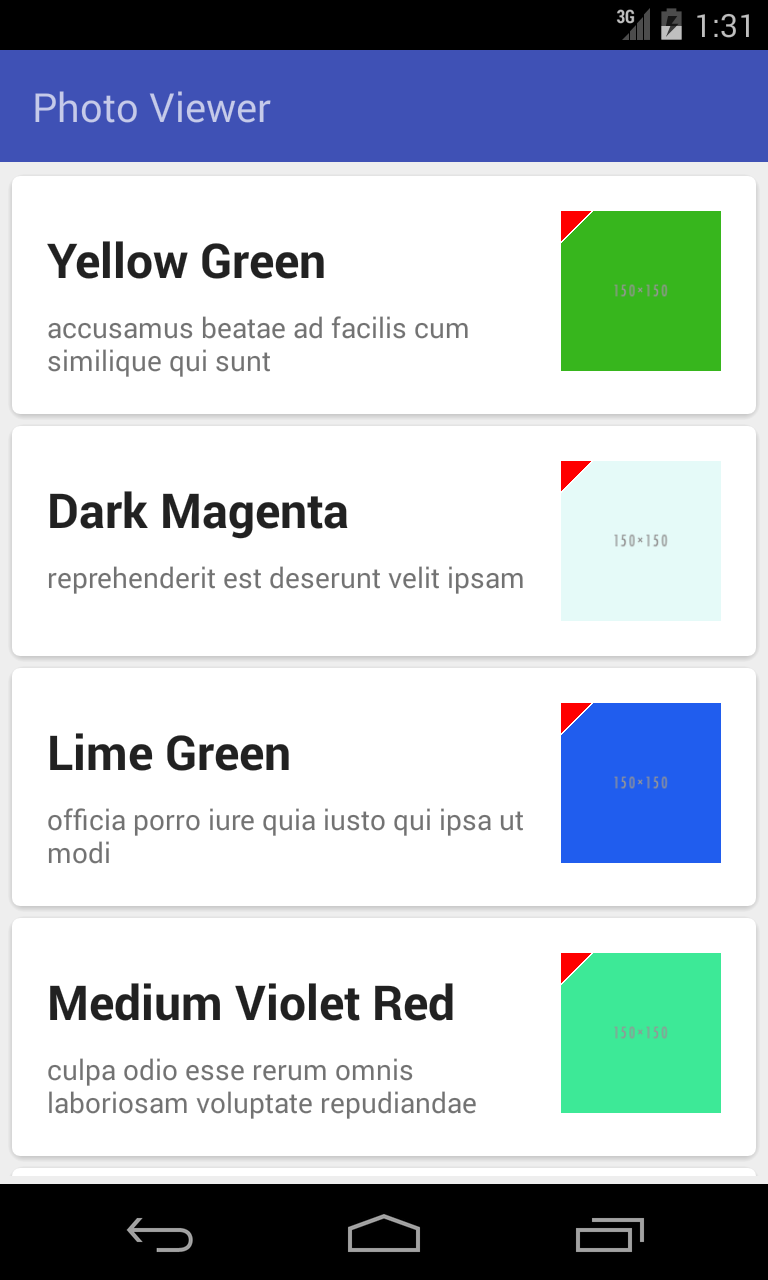 3G 1:31
Photo Viewer
Yellow Green
accusamus beatae ad facilis cum
similique qui sunt
150×150
Dark Magenta
reprehenderit est deserunt velit ipsam
150×150
Lime Green
officia porro iure quia iusto qui ipsa ut
modi
150×150
Medium Violet Red
culpa odio esse rerum omnis
laboriosam voluptate repudiandae
150×150